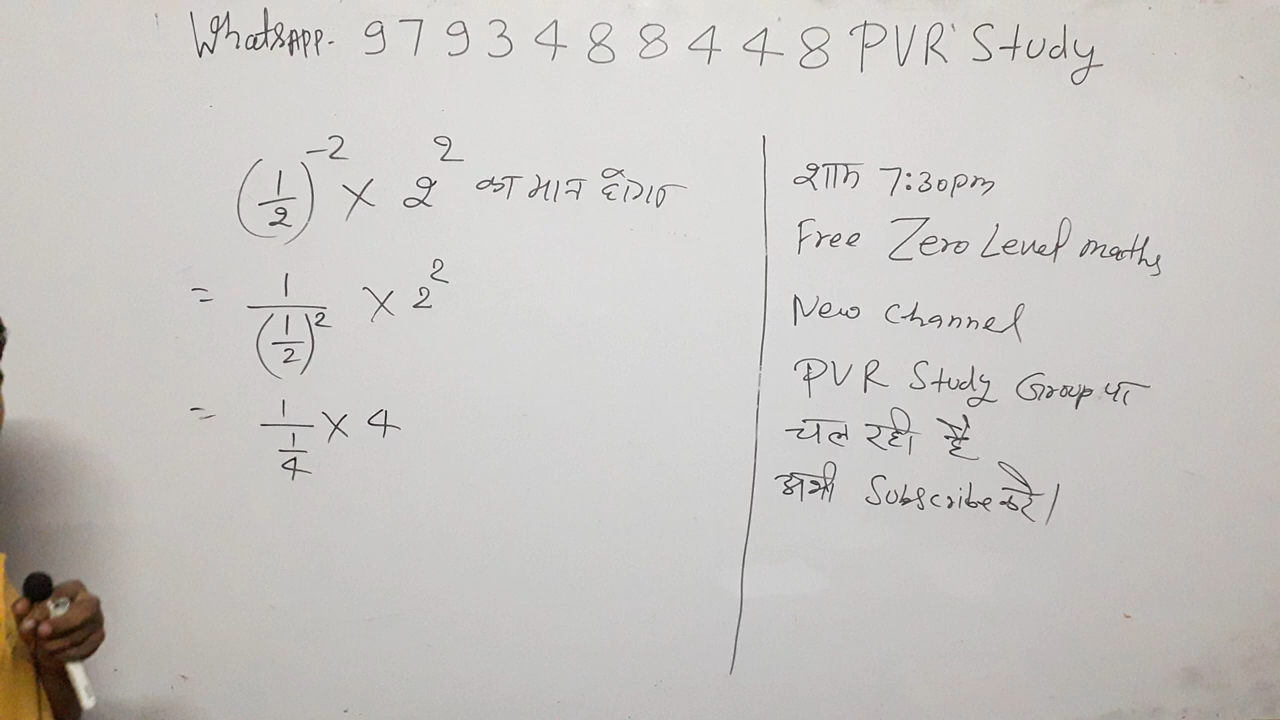 WhatsAPP. 9793488448 PVR Study
(1/2)^-2 × 2^2 का मान होगा
= 1/(1/2)^2 × 2^2
= 1/(1/4) × 4
शाम 7:30pm
Free Zero Level maths
New Channel
PVR Study Group पर
चल रही है
अभी Subscribe करें।